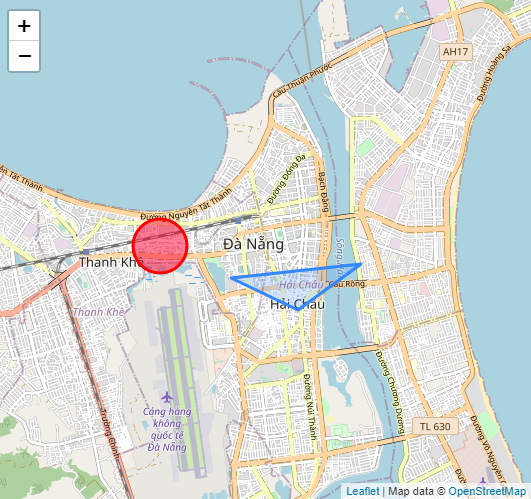 +
−
AH17
Cầu Thuận Phước
Đường Hoàng Sa
Đường Đống Đa
Bạch Đằng
Đường Nguyễn Tất Thành
Nguyễn Tất Thành
Đà Nẵng
Thanh Khê
Hải Châu
Cầu Rồng
Hải Châu
Thanh Khê
Cảng hàng
không
quốc tế
Đà Nẵng
Trường Chinh
Đường Núi Thành
Đường Chương Dương
TL 630
Đường Võ Nguyên
Leaflet | Map data © OpenStreetMap